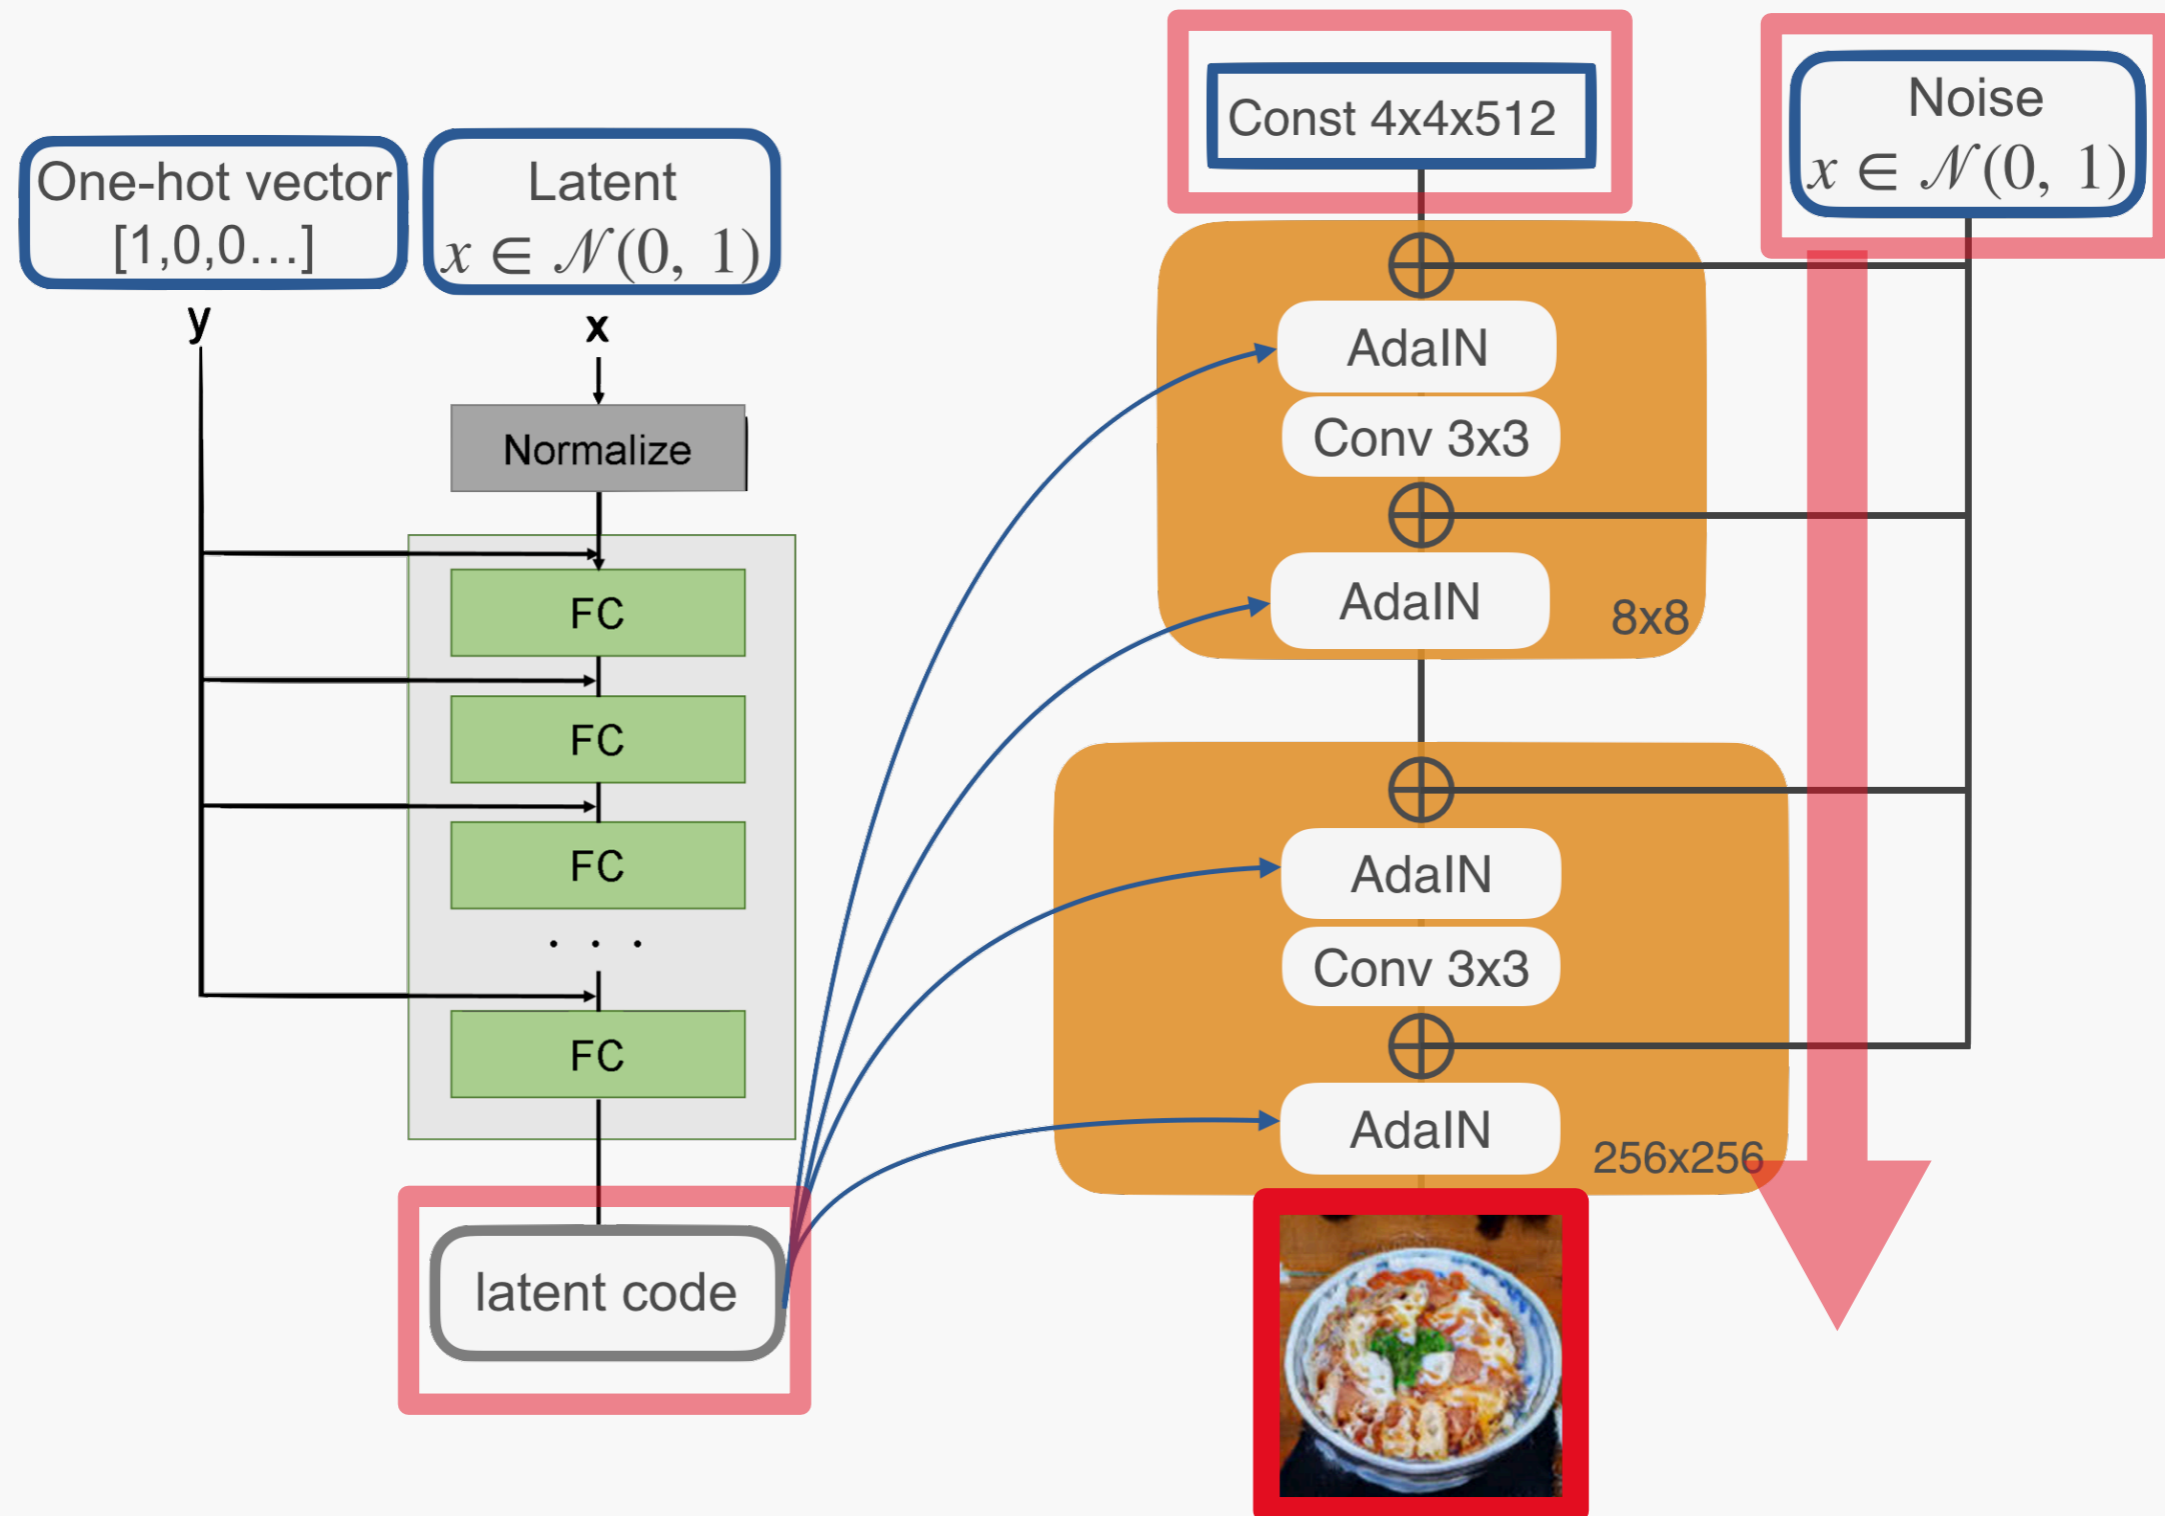 One-hot vector
[1,0,0...]
y
Latent
x ∈ 𝒩(0, 1)
x
Normalize
FC
FC
FC
. . .
FC
latent code
Const 4x4x512
Noise
x ∈ 𝒩(0, 1)
AdaIN
Conv 3x3
AdaIN
8x8
AdaIN
Conv 3x3
AdaIN
256x256